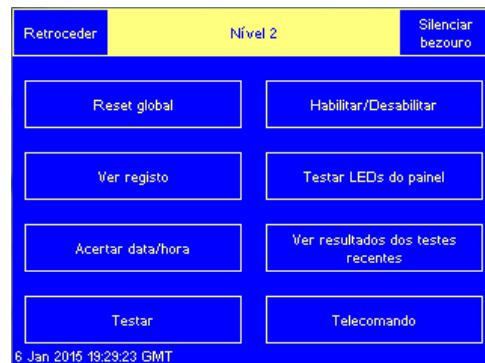 Retroceder
Nível 2
Silenciar
bezouro
Reset global
Habilitar/Desabilitar
Ver registo
Testar LEDs do painel
Acertar data/hora
Ver resultados dos testes
recentes
Testar
Telecomando
6 Jan 2015 19:29:23 GMT